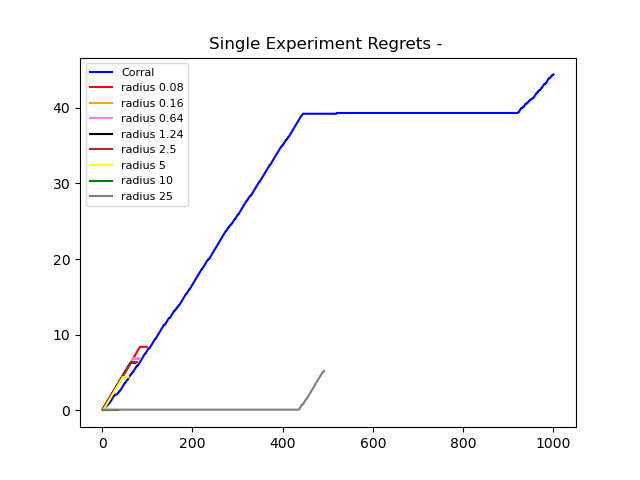 Single Experiment Regrets -
Corral
radius 0.08
radius 0.16
radius 0.64
radius 1.24
radius 2.5
radius 5
radius 10
radius 25
40
30
20
10
0
0 200 400 600 800 1000